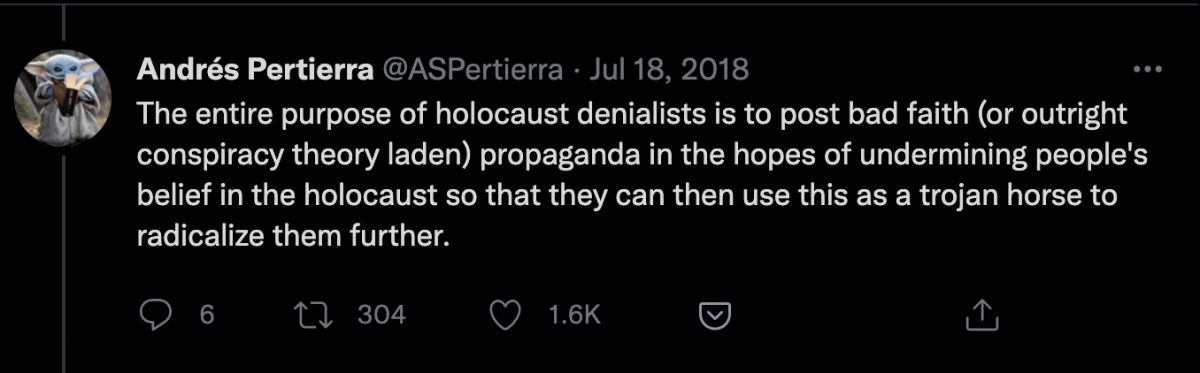 Andrés Pertierra @ASPertierra · Jul 18, 2018
The entire purpose of holocaust denialists is to post bad faith (or outright
conspiracy theory laden) propaganda in the hopes of undermining people's
belief in the holocaust so that they can then use this as a trojan horse to
radicalize them further.
6 304 1.6K